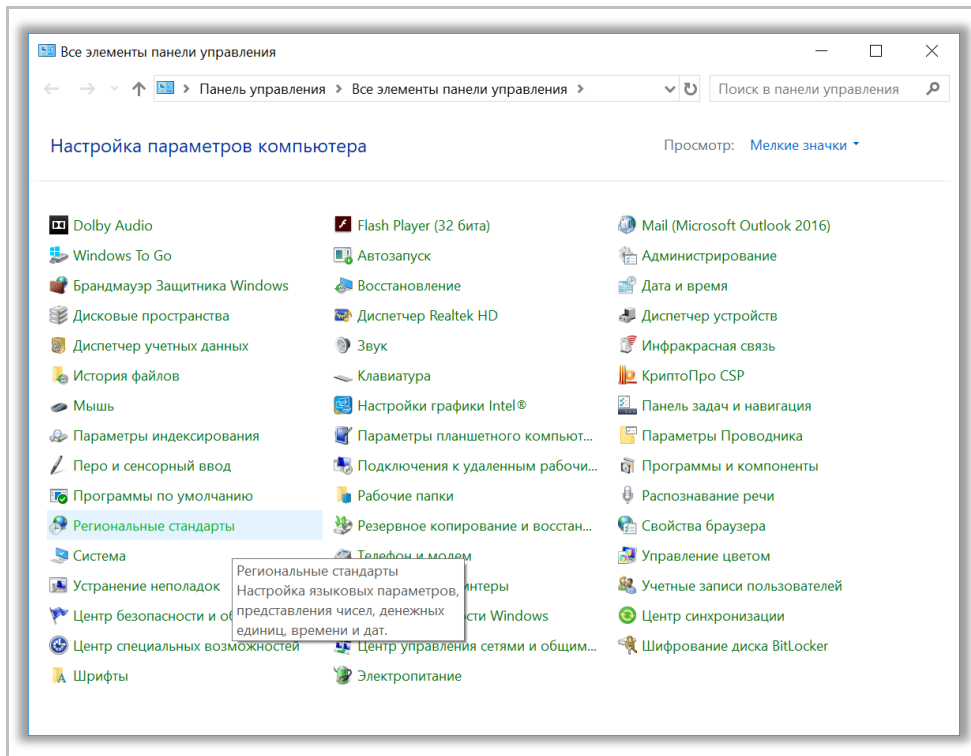 Все элементы панели управления
Панель управления > Все элементы панели управления >
Поиск в панели управления
Настройка параметров компьютера
Просмотр: Мелкие значки
Dolby Audio
Flash Player (32 бита)
Mail (Microsoft Outlook 2016)
Windows To Go
Автозапуск
Администрирование
Брандмауэр Защитника Windows
Восстановление
Дата и время
Дисковые пространства
Диспетчер Realtek HD
Диспетчер устройств
Диспетчер учетных данных
Звук
Инфракрасная связь
История файлов
Клавиатура
КриптоПро CSP
Мышь
Настройки графики Intel®
Панель задач и навигация
Параметры индексирования
Параметры планшетного компьют...
Параметры Проводника
Перо и сенсорный ввод
Подключения к удаленным рабочи...
Программы и компоненты
Программы по умолчанию
Рабочие папки
Распознавание речи
Региональные стандарты
Резервное копирование и восстан...
Свойства браузера
Система
Телефон и модем
Управление цветом
Региональные стандарты
Настройка языковых параметров,
представления чисел, денежных
единиц, времени и дат.
Устранение неполадок
Учетные записи пользователей
Центр безопасности и
Windows
Центр синхронизации
Центр специальных возможностей
Центр управления сетями и общим...
Шифрование диска BitLocker
Шрифты
Электропитание